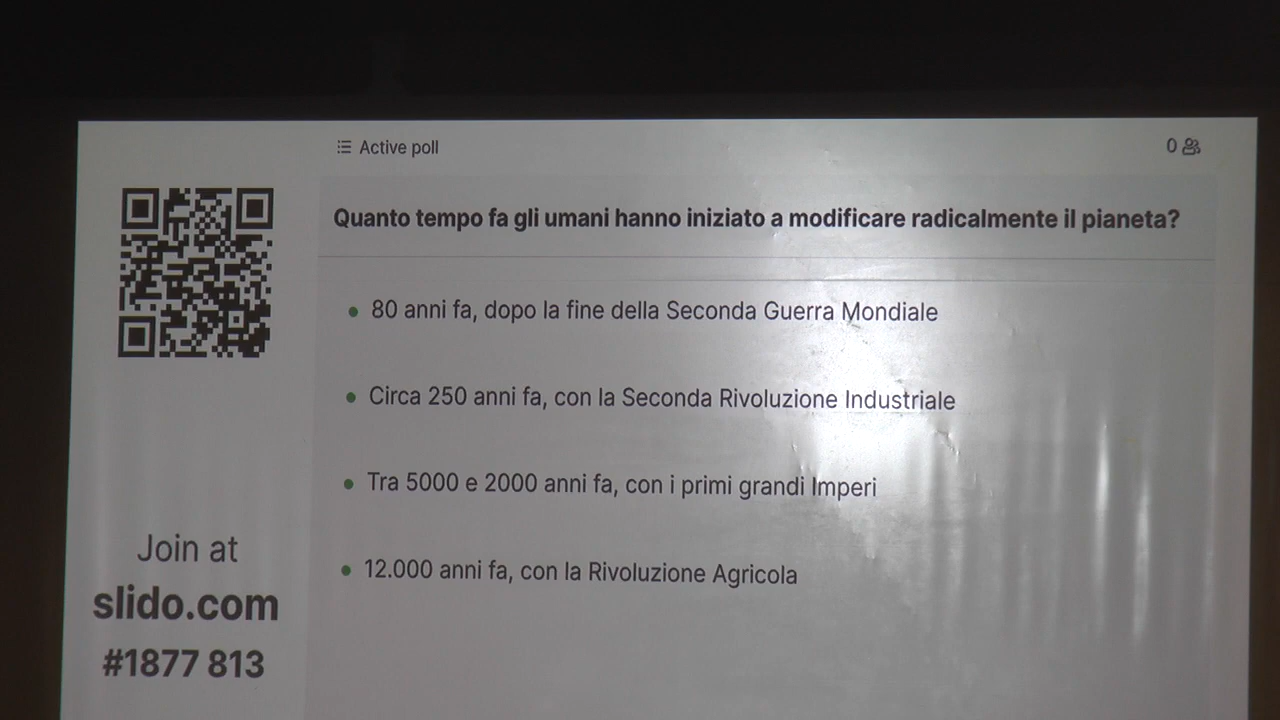 Active poll
0
Quanto tempo fa gli umani hanno iniziato a modificare radicalmente il pianeta?
80 anni fa, dopo la fine della Seconda Guerra Mondiale
Circa 250 anni fa, con la Seconda Rivoluzione Industriale
Tra 5000 e 2000 anni fa, con i primi grandi Imperi
12.000 anni fa, con la Rivoluzione Agricola
Join at
slido.com
#1877 813